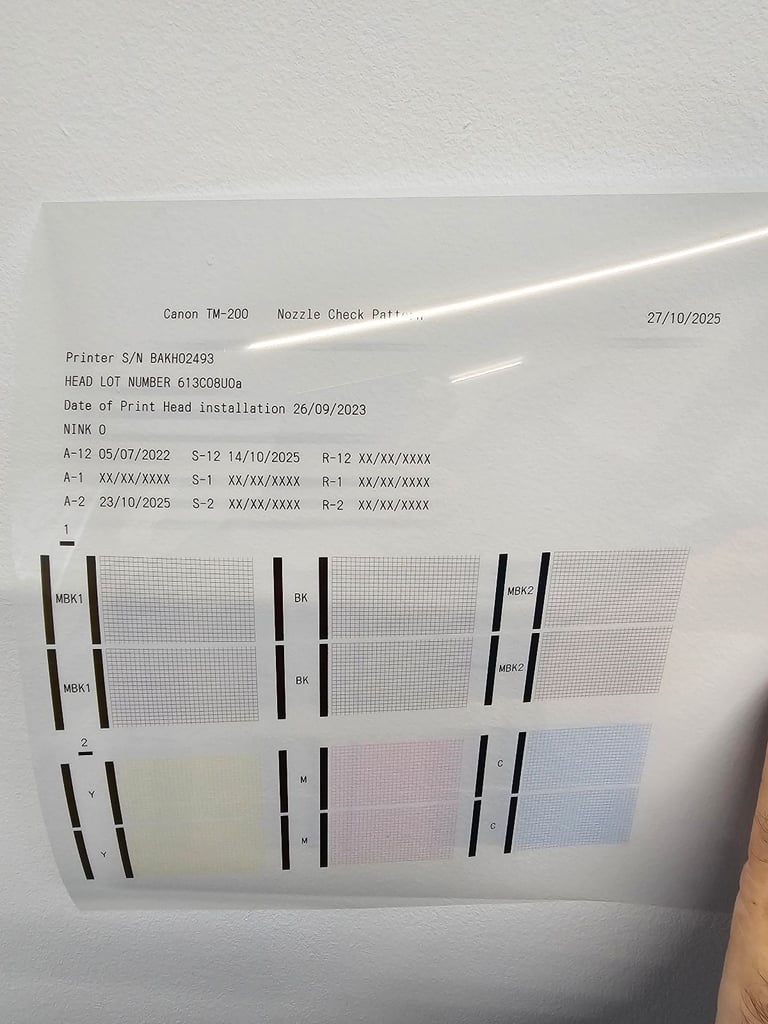 Canon TM-200 Nozzle Check 27/10/2025
Printer S/N BAKH02493
HEAD LOT NUMBER 613C08U0a
Date of Print Head installation 26/09/2023
NINK 0
A-12 05/07/2022 S-12 14/10/2025 R-12 XX/XX/XXXX
A-1 XX/XX/XXXX S-1 XX/XX/XXXX R-1 XX/XX/XXXX
A-2 23/10/2025 S-2 XX/XX/XXXX R-2 XX/XX/XXXX
1
MBK1 BK MBK2
MBK1 BK MBK2
2
Y M C
Y M C